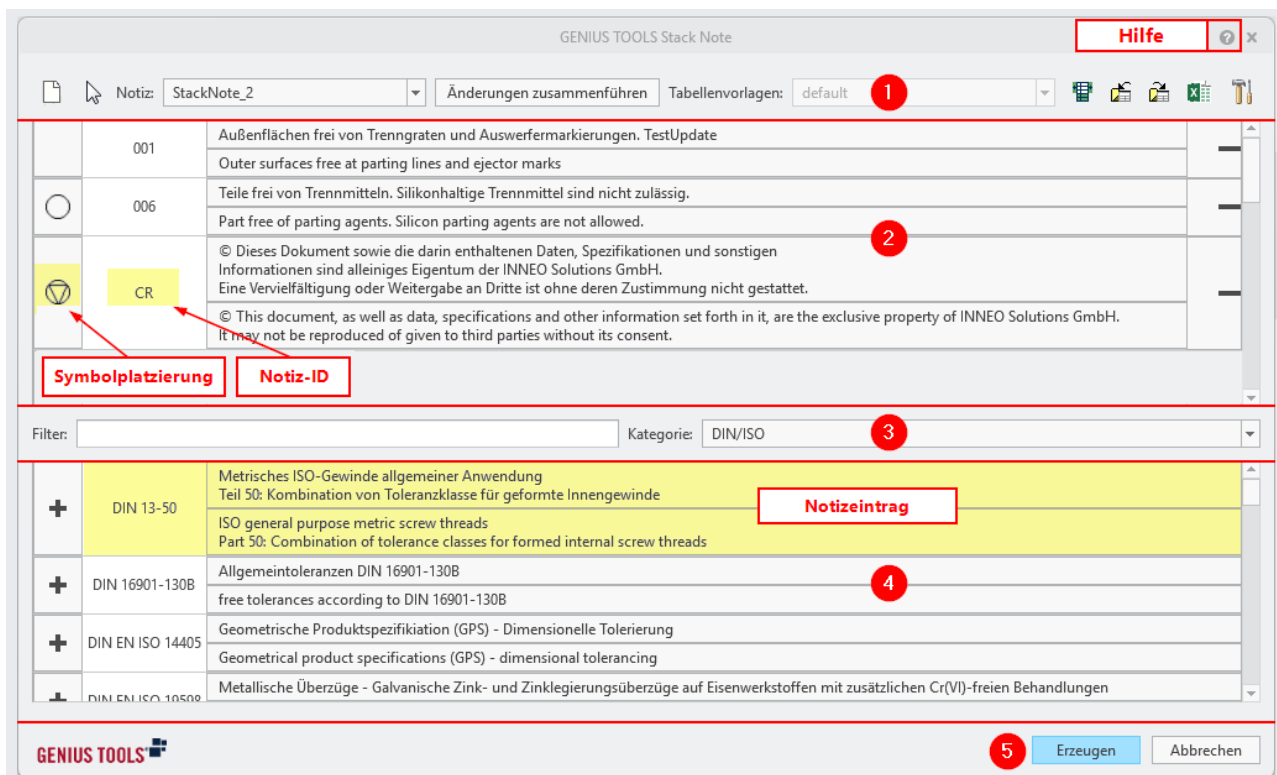 GENIUS TOOLS Stack Note
Hilfe
Notiz: StackNote_2 Änderungen zusammenführen Tabellenvorlagen: default 1
001
Außenflächen frei von Trenngraten und Auswerfermarkierungen. TestUpdate
Outer surfaces free at parting lines and ejector marks
006
Teile frei von Trennmitteln. Silikonhaltige Trennmittel sind nicht zulässig.
Part free of parting agents. Silicon parting agents are not allowed.
2
CR
© Dieses Dokument sowie die darin enthaltenen Daten, Spezifikationen und sonstigen
Informationen sind alleiniges Eigentum der INNEO Solutions GmbH.
Eine Vervielfältigung oder Weitergabe an Dritte ist ohne deren Zustimmung nicht gestattet.
© This document, as well as data, specifications and other information set forth in it, are the exclusive property of INNEO Solutions GmbH.
It may not be reproduced of given to third parties without its consent.
Symbolplatzierung
Notiz-ID
Filter: Kategorie: DIN/ISO 3
DIN 13-50
Metrisches ISO-Gewinde allgemeiner Anwendung
Teil 50: Kombination von Toleranzklasse für geformte Innengewinde
Notizeintrag
ISO general purpose metric screw threads
Part 50: Combination of tolerance classes for formed internal screw threads
DIN 16901-130B
Allgemeintoleranzen DIN 16901-130B
4
free tolerances according to DIN 16901-130B
DIN EN ISO 14405
Geometrische Produktspezifikiation (GPS) - Dimensionelle Tolerierung
Geometrical product specifications (GPS) - dimensional tolerancing
DIN EN ISO 19598
Metallische Überzüge - Galvanische Zink- und Zinklegierungsüberzüge auf Eisenwerkstoffen mit zusätzlichen Cr(VI)-freien Behandlungen
GENIUS TOOLS
5 Erzeugen Abbrechen